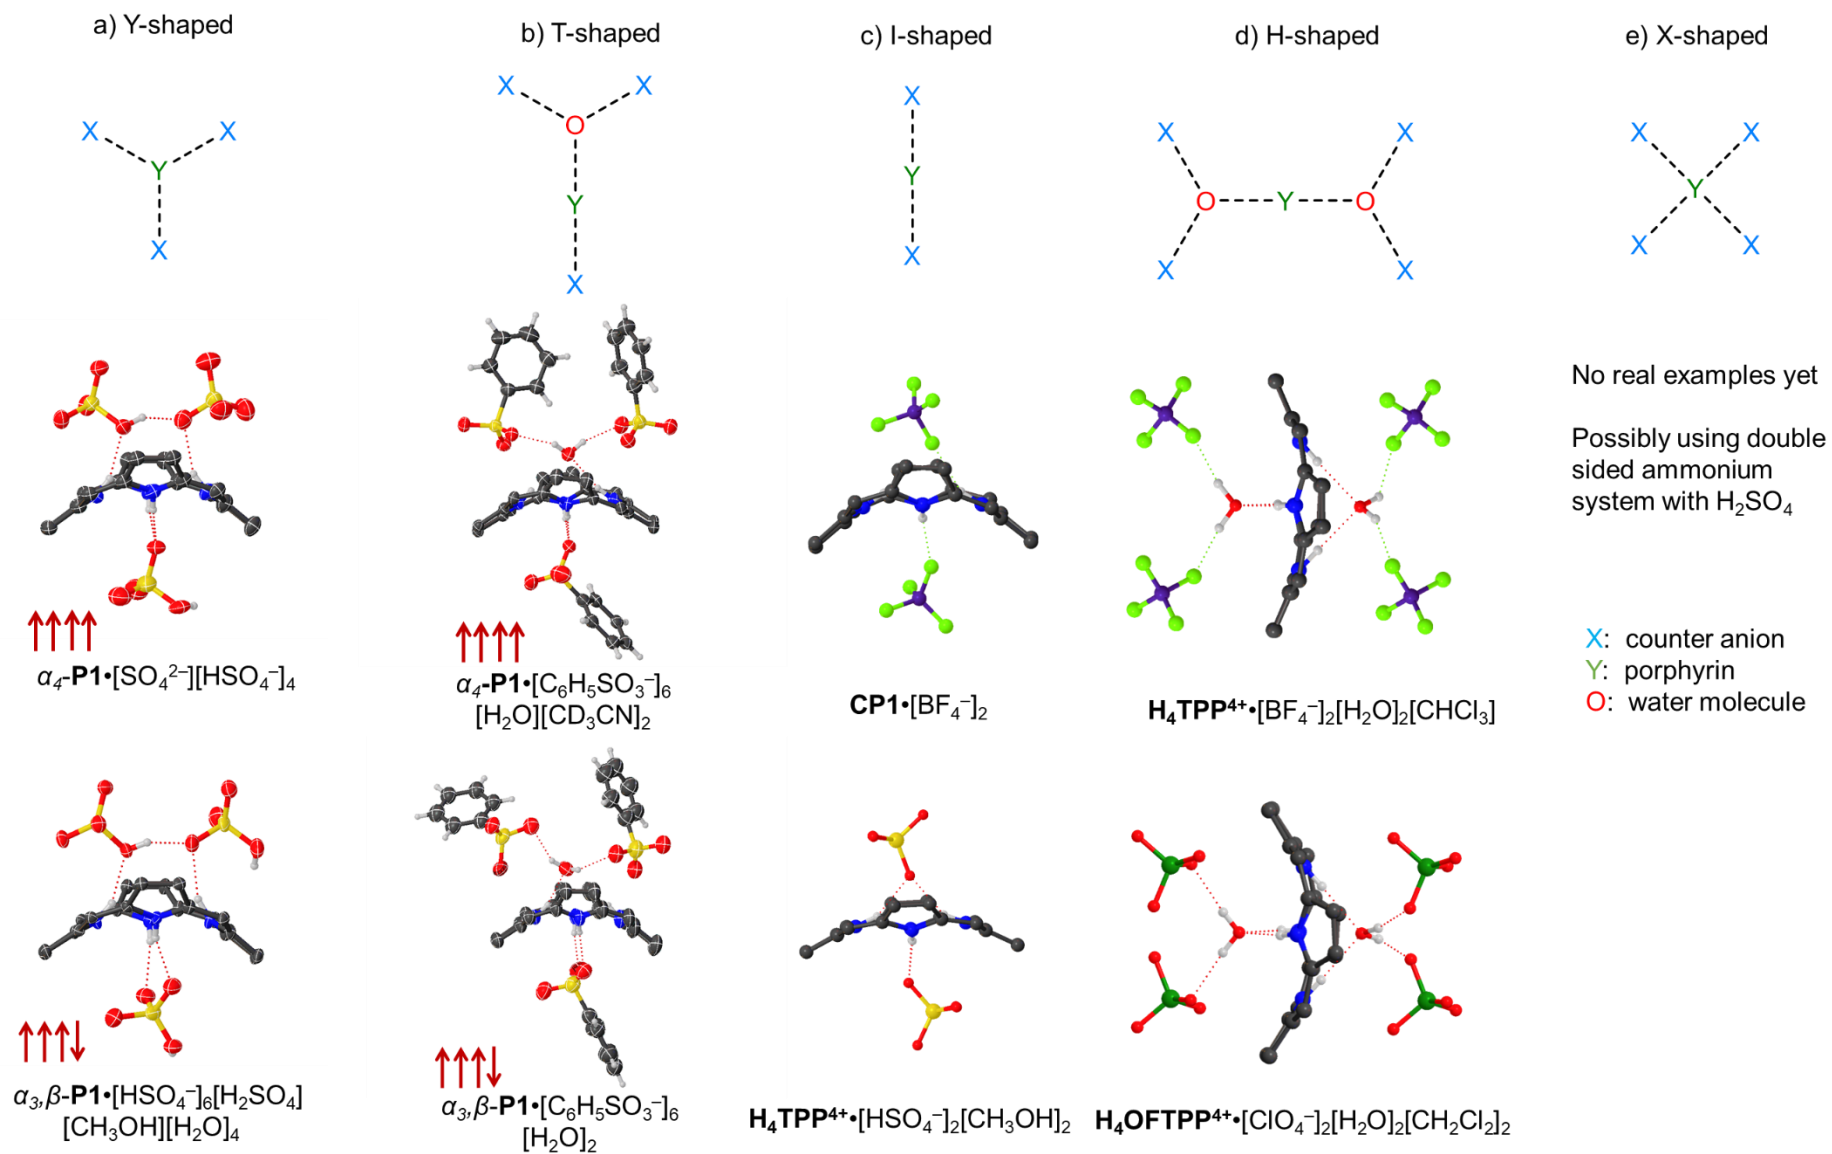 a) Y-shaped
b) T-shaped
c) I-shaped
d) H-shaped
e) X-shaped
X X
Y
X
X X
O
Y
X
X
Y
X
X X
O Y O
X X
X X
Y
X X
No real examples yet
Possibly using double
sided ammonium
system with H₂SO₄
X: counter anion
Y: porphyrin
O: water molecule
α₄-P1•[SO₄²⁻][HSO₄⁻]₄
α₄-P1•[C₆H₅SO₃⁻]₆
[H₂O][CD₃CN]₂
CP1•[BF₄⁻]₂
H₄TPP⁴⁺•[BF₄⁻]₂[H₂O]₂[CHCl₃]
α₃,β-P1•[HSO₄⁻]₆[H₂SO₄]
[CH₃OH][H₂O]₄
α₃,β-P1•[C₆H₅SO₃⁻]₆
[H₂O]₂
H₄TPP⁴⁺•[HSO₄⁻]₂[CH₃OH]₂
H₄OFTPP⁴⁺•[ClO₄⁻]₂[H₂O]₂[CH₂Cl₂]₂